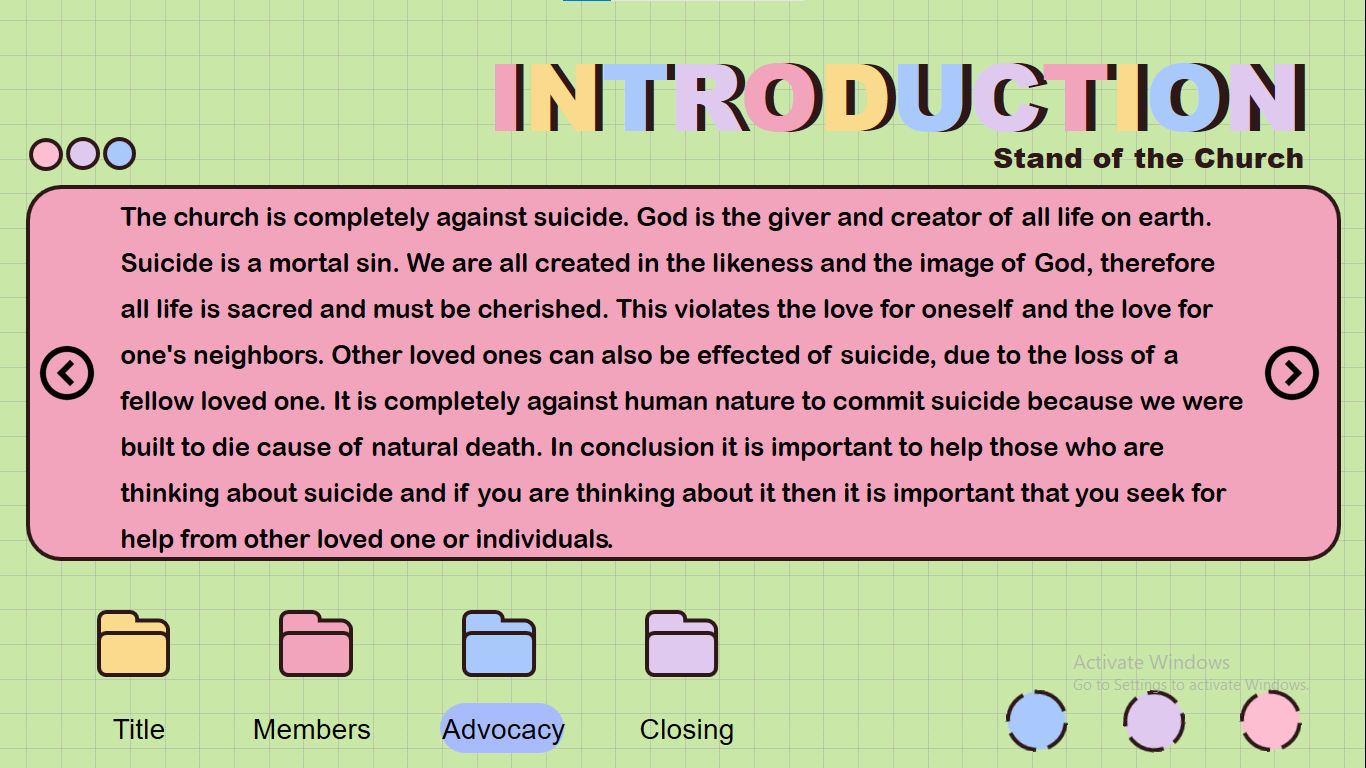 INTRODUCTION
Stand of the Church
The church is completely against suicide. God is the giver and creator of all life on earth.
Suicide is a mortal sin. We are all created in the likeness and the image of God, therefore
all life is sacred and must be cherished. This violates the love for oneself and the love for
one's neighbors. Other loved ones can also be effected of suicide, due to the loss of a
fellow loved one. It is completely against human nature to commit suicide because we were
built to die cause of natural death. In conclusion it is important to help those who are
thinking about suicide and if you are thinking about it then it is important that you seek for
help from other loved one or individuals.
Activate Windows
Go to Settings to activate Windows.
Title Members Advocacy Closing